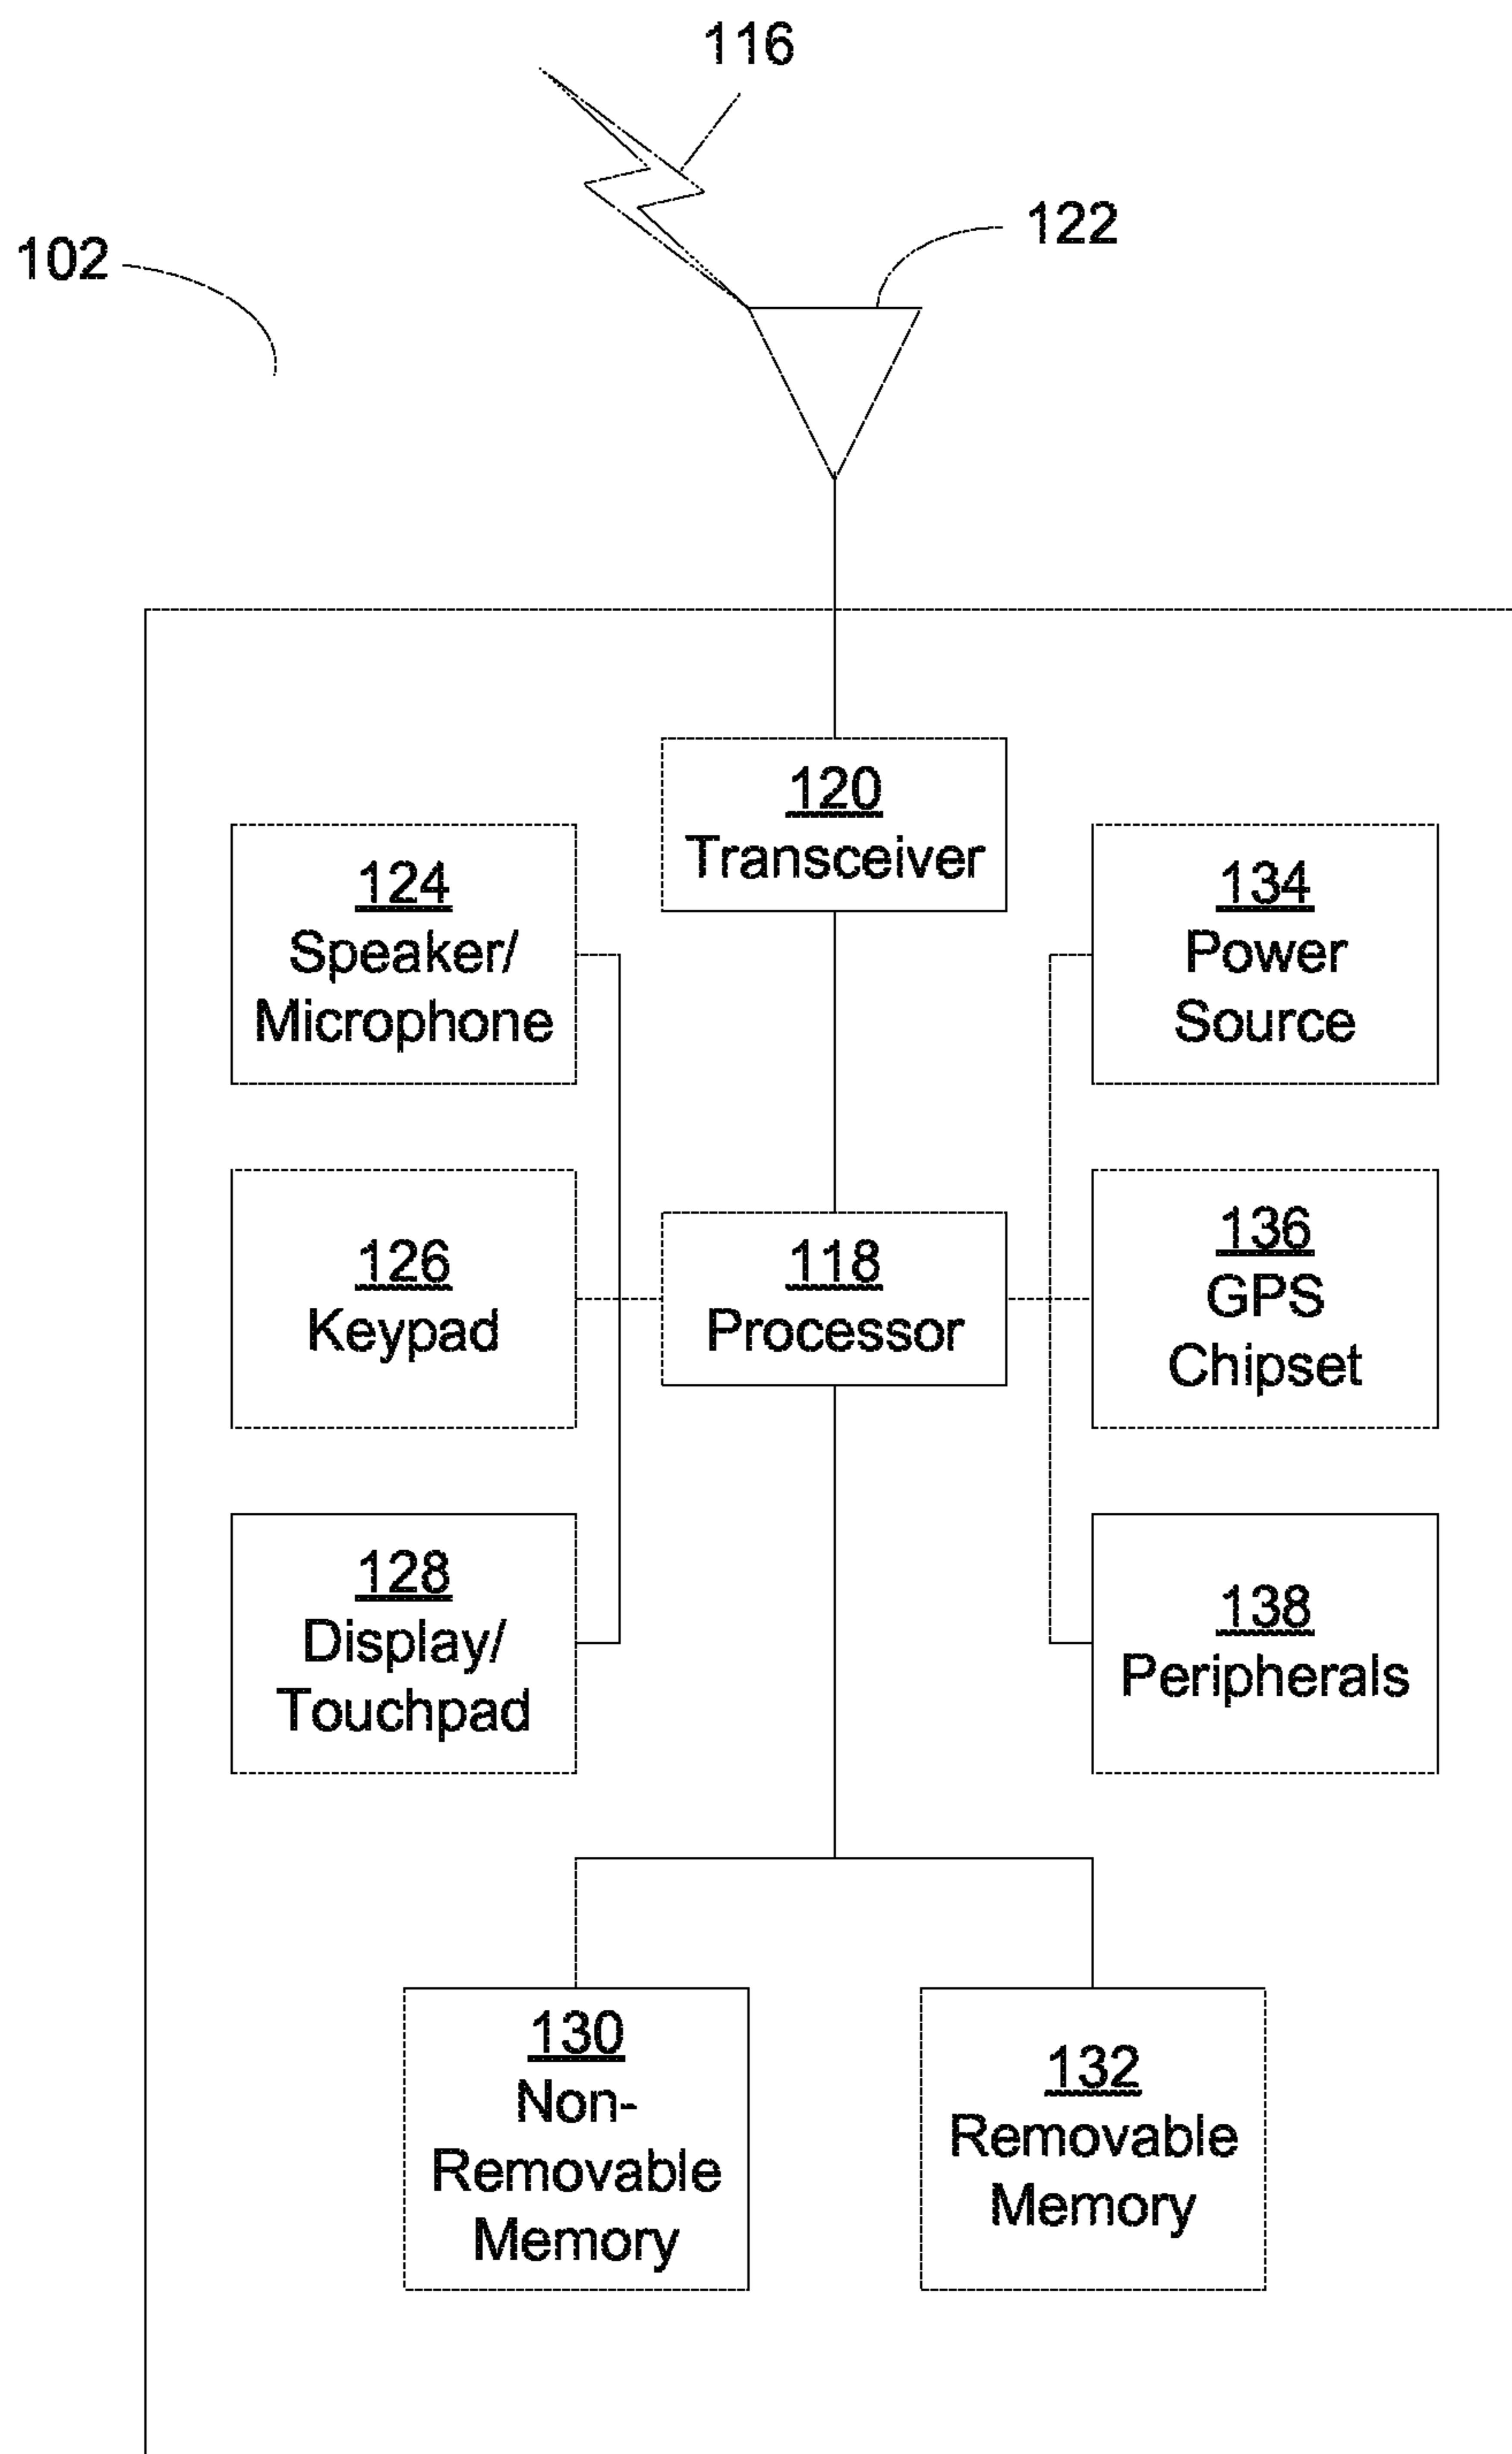 116
122
102
120
Transceiver
124
Speaker/
Microphone
134
Power
Source
126
Keypad
118
Processor
136
GPS
Chipset
128
Display/
Touchpad
138
Peripherals
130
Non-
Removable
Memory
132
Removable
Memory